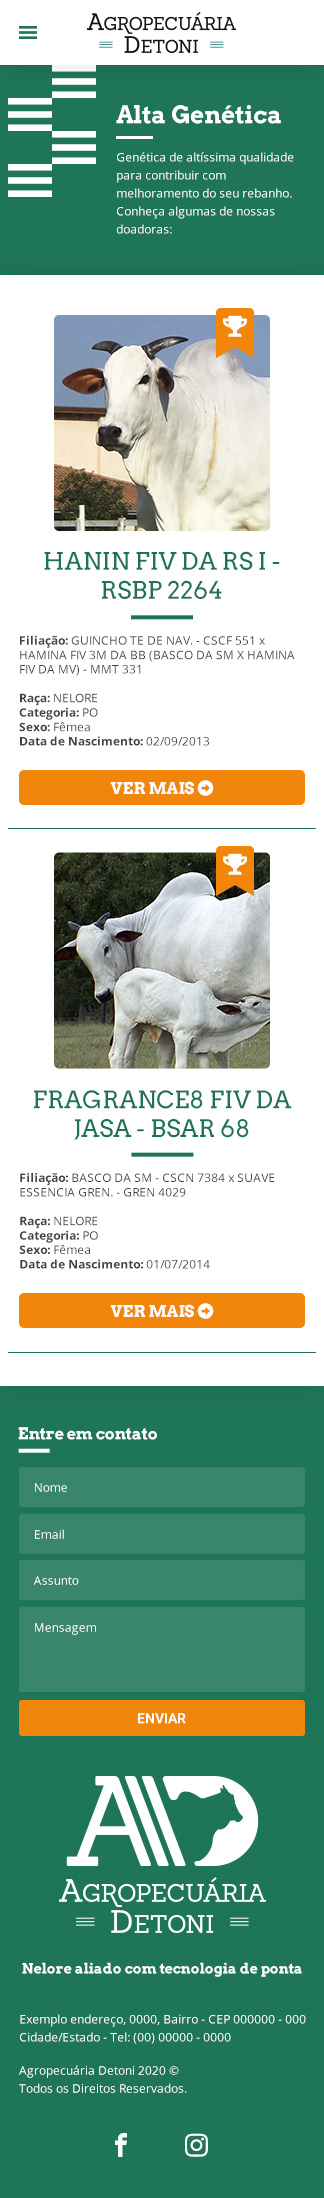 AGROPECUÁRIA
DETONI
Alta Genética
Genética de altíssima qualidade
para contribuir com
melhoramento do seu rebanho.
Conheça algumas de nossas
doadoras:
HANIN FIV DA RS I -
RSBP 2264
Filiação: GUINCHO TE DE NAV. - CSCF 551 x
HAMINA FIV 3M DA BB (BASCO DA SM X HAMINA
FIV DA MV) - MMT 331
Raça: NELORE
Categoria: PO
Sexo: Fêmea
Data de Nascimento: 02/09/2013
VER MAIS
FRAGRANCE8 FIV DA
JASA - BSAR 68
Filiação: BASCO DA SM - CSCN 7384 x SUAVE
ESSENCIA GREN. - GREN 4029
Raça: NELORE
Categoria: PO
Sexo: Fêmea
Data de Nascimento: 01/07/2014
VER MAIS
Entre em contato
Nome
Email
Assunto
Mensagem
ENVIAR
AD
AGROPECUÁRIA
DETONI
Nelore aliado com tecnologia de ponta
Exemplo endereço, 0000, Bairro - CEP 000000 - 000
Cidade/Estado - Tel: (00) 00000 - 0000
Agropecuária Detoni 2020 ©
Todos os Direitos Reservados.